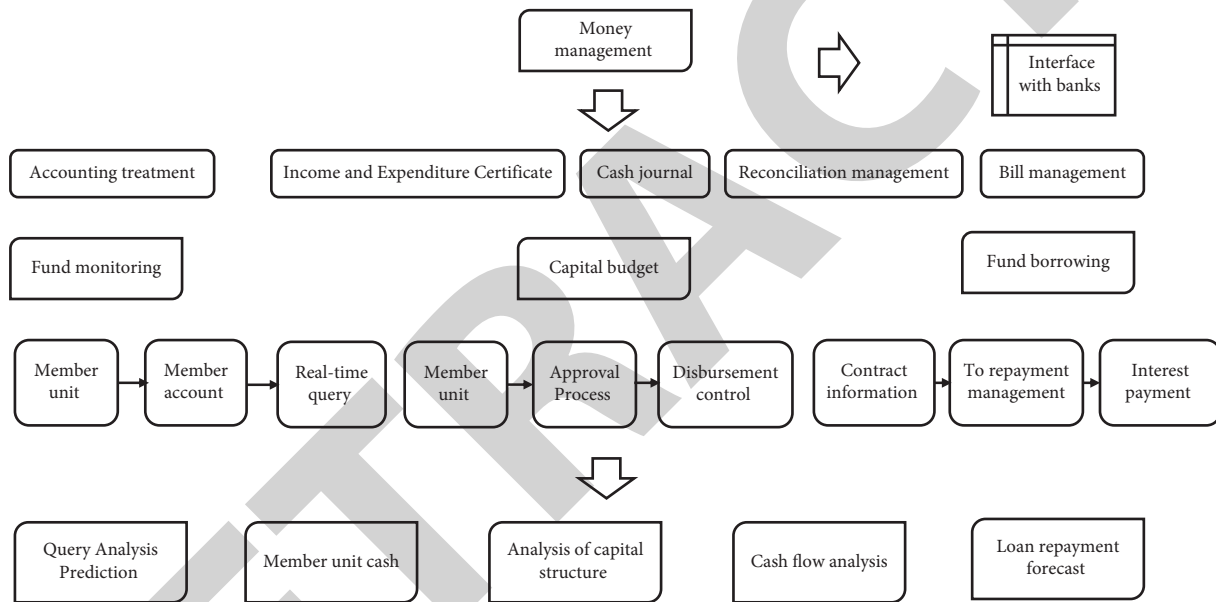 Money
management
Interface
with banks
Accounting treatment
Income and Expenditure Certificate
Cash journal
Reconciliation management
Bill management
Fund monitoring
Capital budget
Fund borrowing
Member
unit
Member
account
Real-time
query
Member
unit
Approval
Process
Disbursement
control
Contract
information
To repayment
management
Interest
payment
Query Analysis
Prediction
Member unit cash
Analysis of capital
structure
Cash flow analysis
Loan repayment
forecast